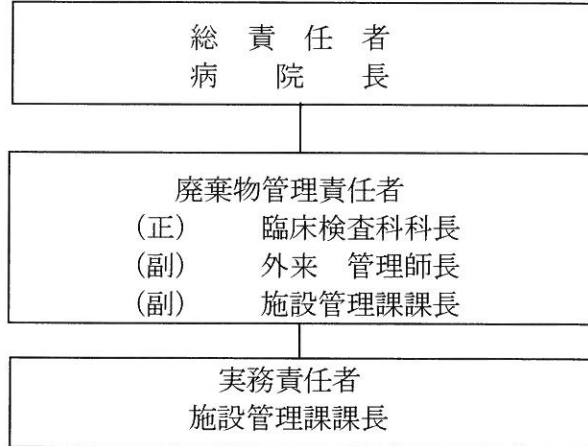 総　責　任　者
病　　院　　長
廃棄物管理責任者
(正)　　臨床検査科科長
(副)　　外来　管理師長
(副)　　施設管理課課長
実務責任者
施設管理課課長